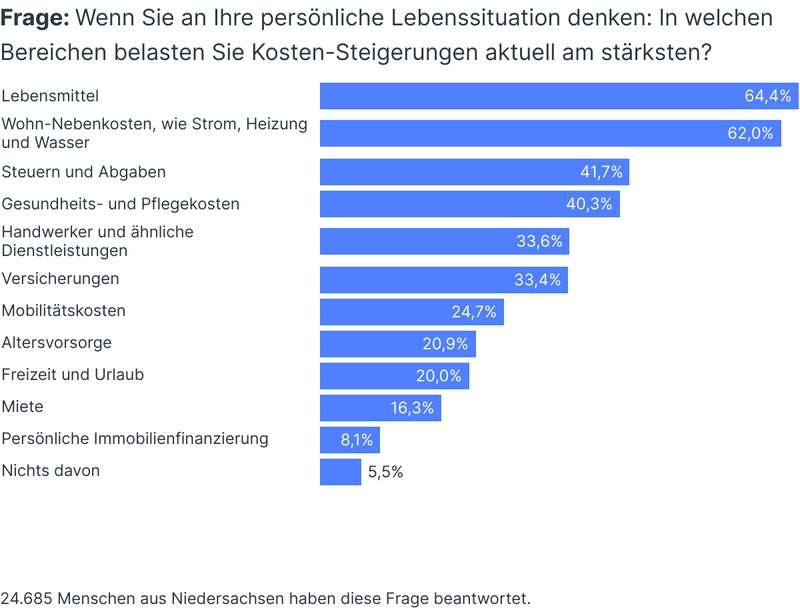 Frage: Wenn Sie an Ihre persönliche Lebenssituation denken: In welchen
Bereichen belasten Sie Kosten-Steigerungen aktuell am stärksten?
Lebensmittel 64,4%
Wohn-Nebenkosten, wie Strom, Heizung
und Wasser 62,0%
Steuern und Abgaben 41,7%
Gesundheits- und Pflegekosten 40,3%
Handwerker und ähnliche
Dienstleistungen 33,6%
Versicherungen 33,4%
Mobilitätskosten 24,7%
Altersvorsorge 20,9%
Freizeit und Urlaub 20,0%
Miete 16,3%
Persönliche Immobilienfinanzierung 8,1%
Nichts davon 5,5%
24.685 Menschen aus Niedersachsen haben diese Frage beantwortet.